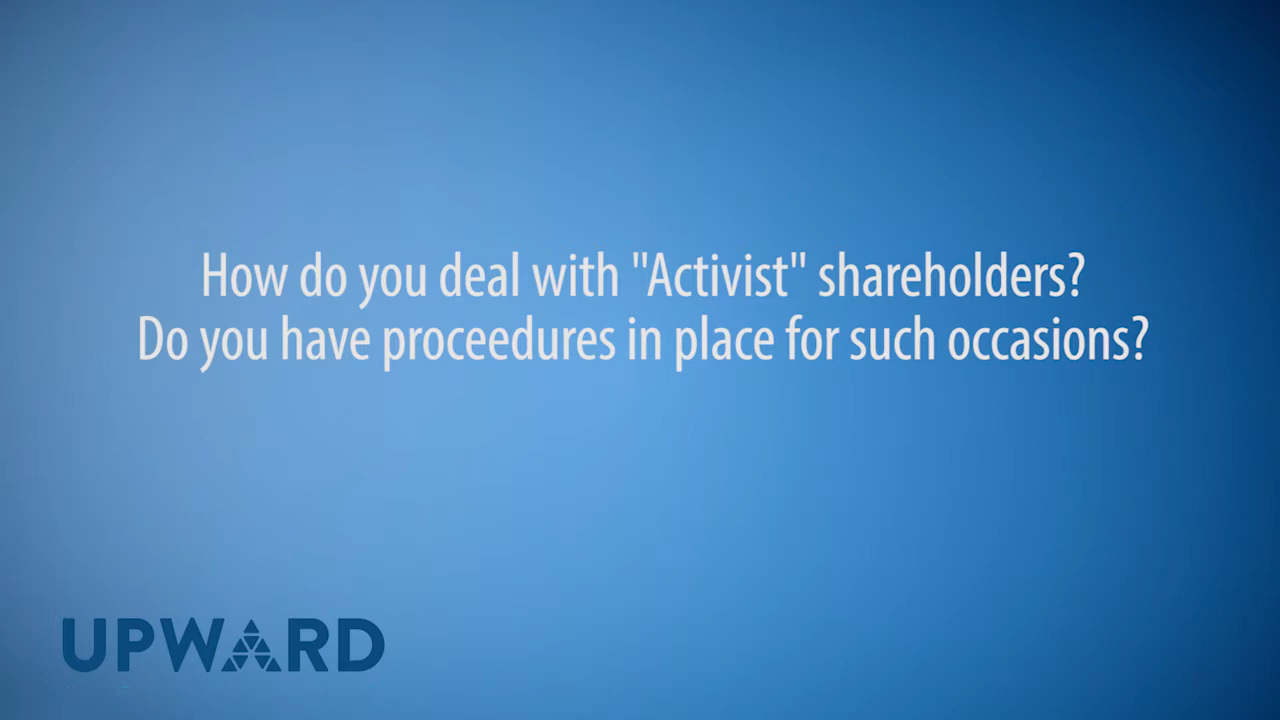 How do you deal with "Activist" shareholders?
Do you have proceedures in place for such occasions?
UPWARD